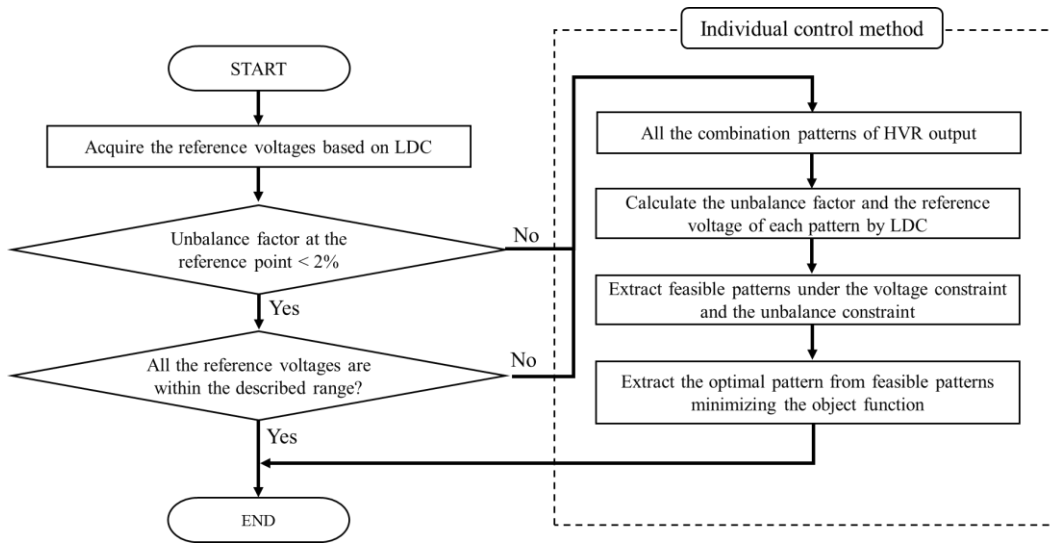 START
Acquire the reference voltages based on LDC
Unbalance factor at the
reference point < 2%
No
Yes
All the reference voltages are
within the described range?
No
Yes
END
Individual control method
All the combination patterns of HVR output
Calculate the unbalance factor and the reference
voltage of each pattern by LDC
Extract feasible patterns under the voltage constraint
and the unbalance constraint
Extract the optimal pattern from feasible patterns
minimizing the object function